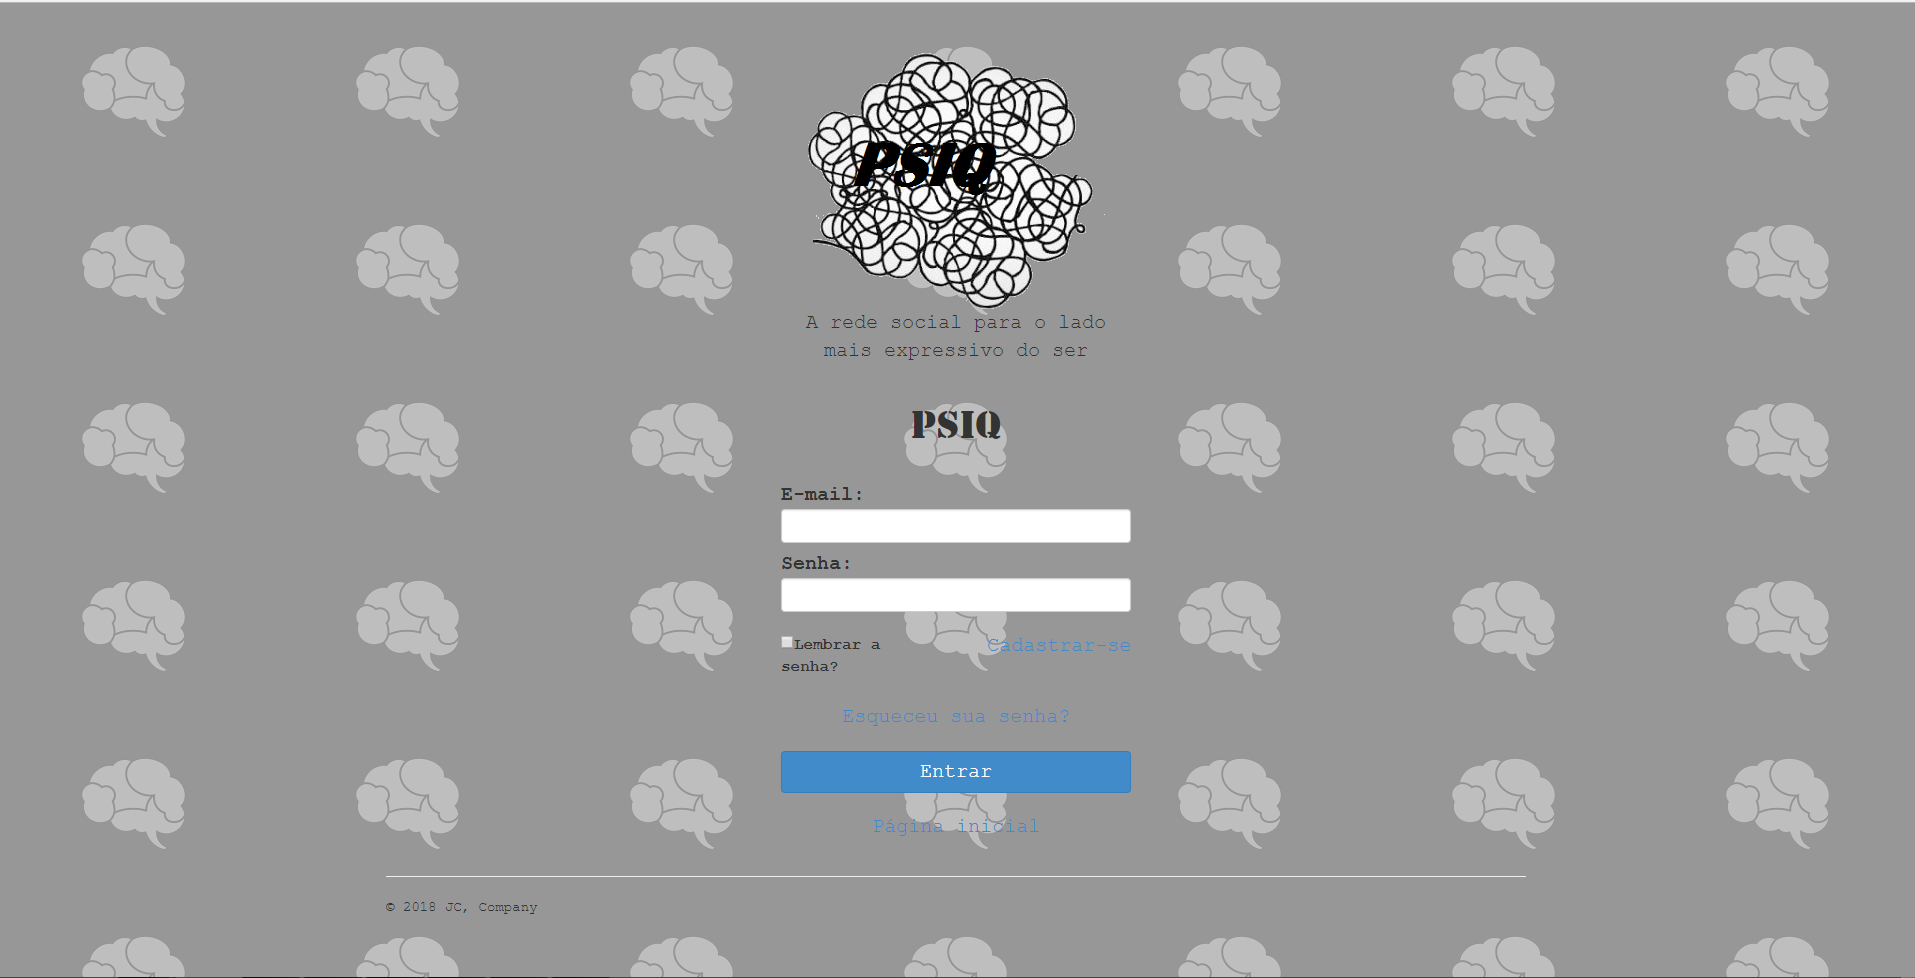 PSIQ
A rede social para o lado
mais expressivo do ser
PSIQ
E-mail:
Senha:
Lembrar a
senha?
Cadastrar-se
Esqueceu sua senha?
Entrar
Página inicial
© 2018 JC, Company